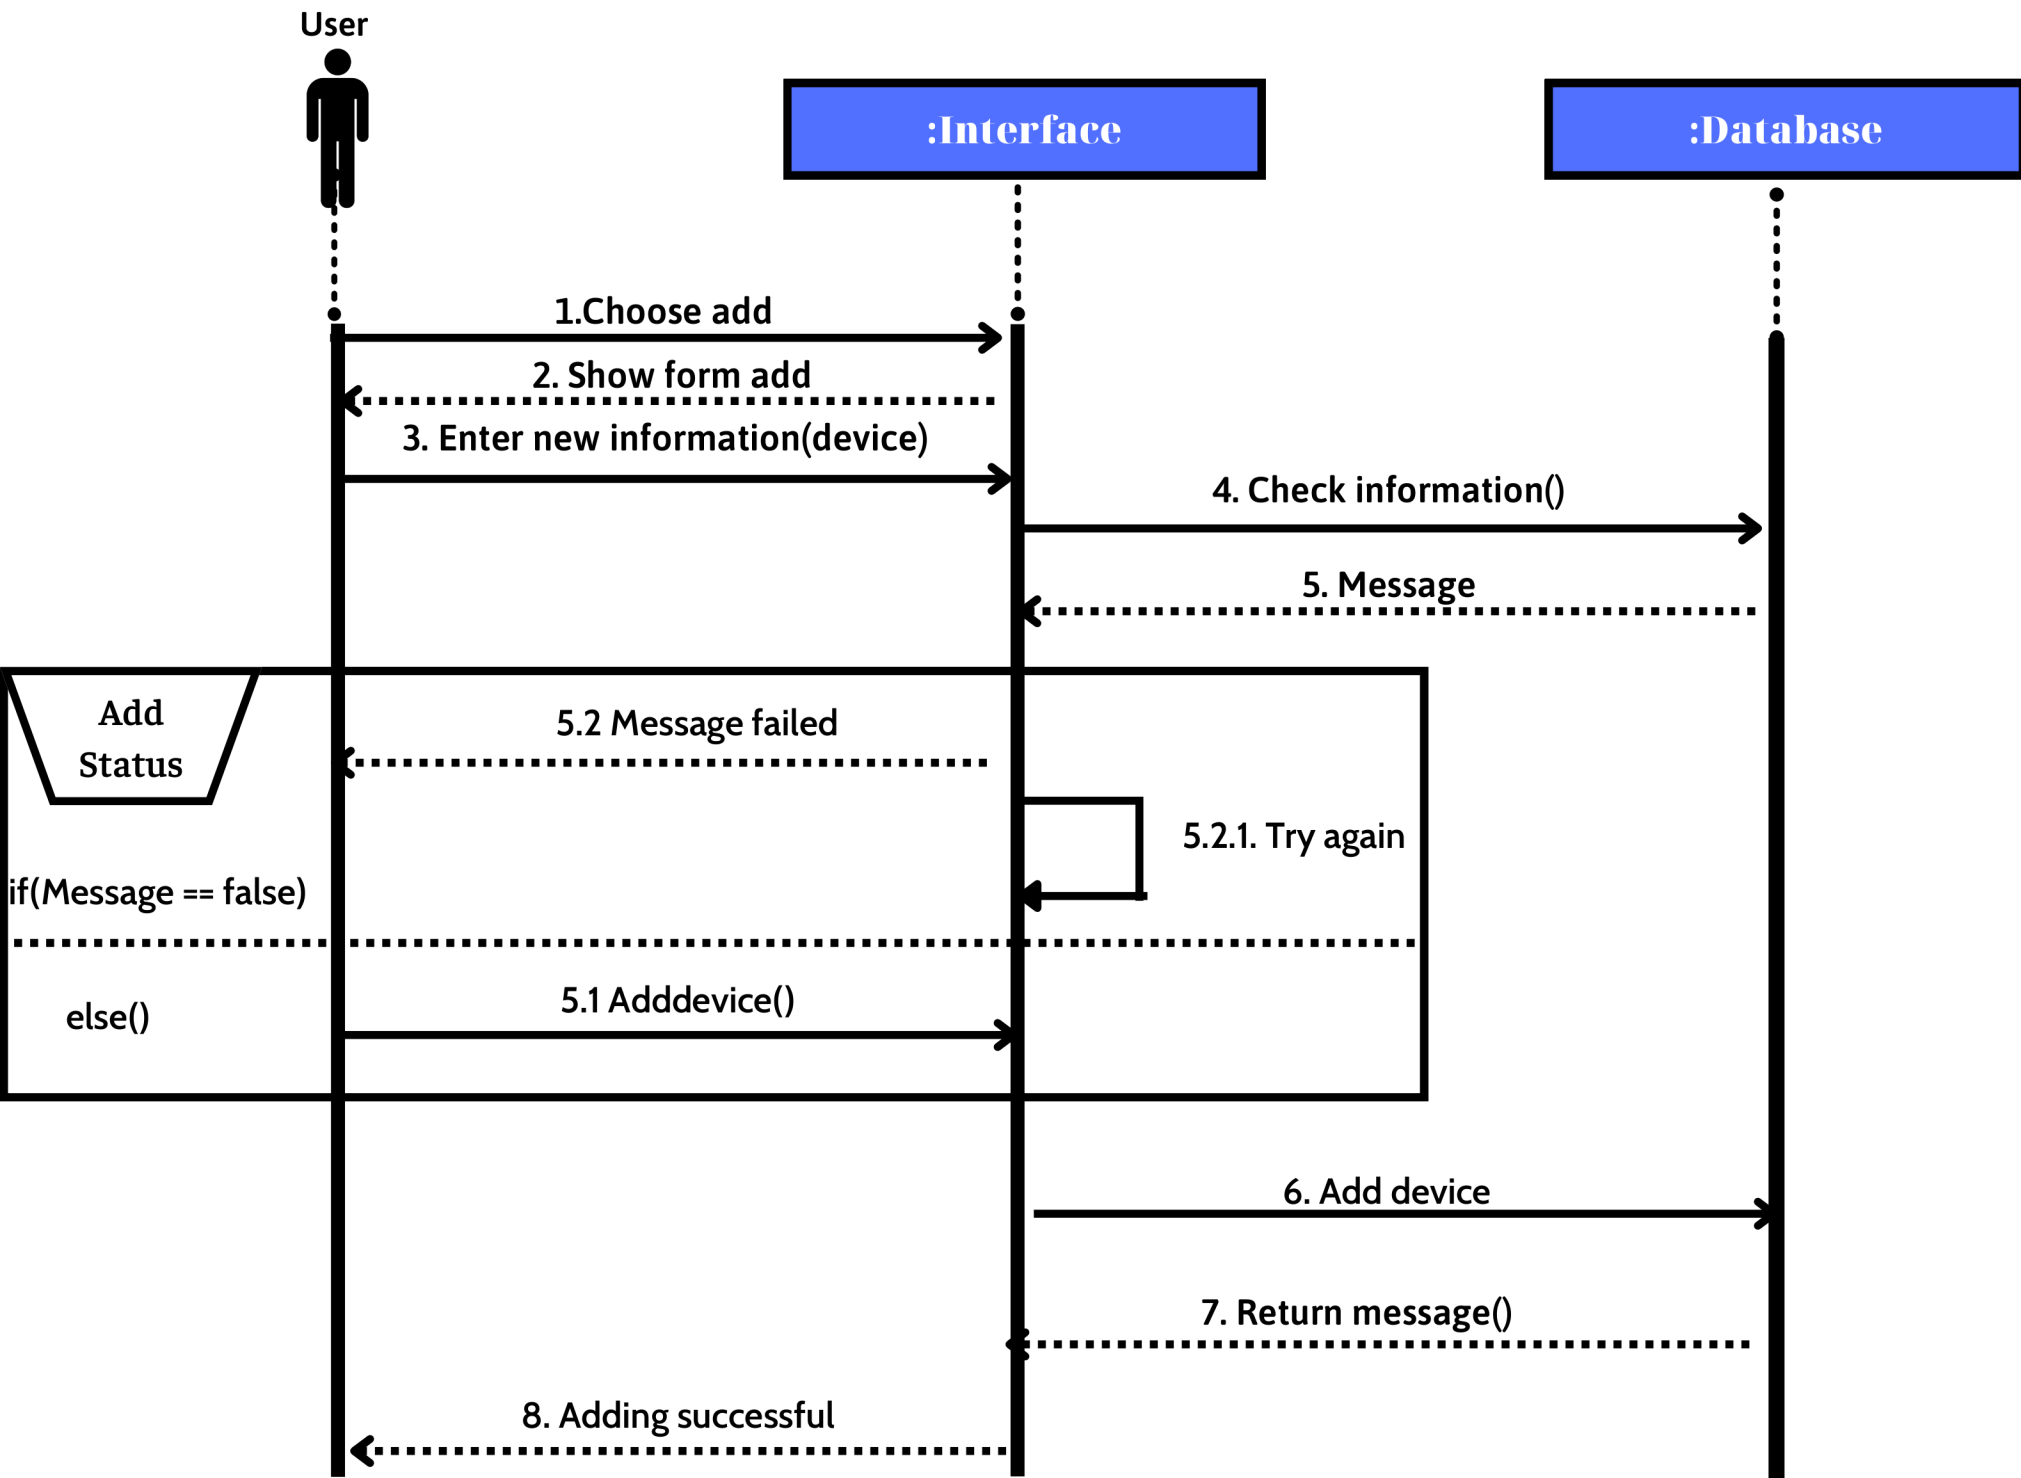 User
:Interface
:Database
1.Choose add
2. Show form add
3. Enter new information(device)
4. Check information()
5. Message
Add
Status
5.2 Message failed
5.2.1. Try again
if(Message == false)
else()
5.1 Adddevice()
6. Add device
7. Return message()
8. Adding successful